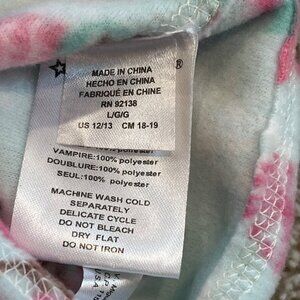 ®
MADE IN CHINA
HECHO EN CHINA
FABRIQUÉ EN CHINE
RN 92138
L/G/G
US 12/13 CM 18-19
VAMPIRE:100% polyester
DOUBLURE:100% polyester
SEUL:100% polyester
MACHINE WASH COLD
SEPARATELY
DELICATE CYCLE
DO NOT BLEACH
DRY FLAT
DO NOT IRON